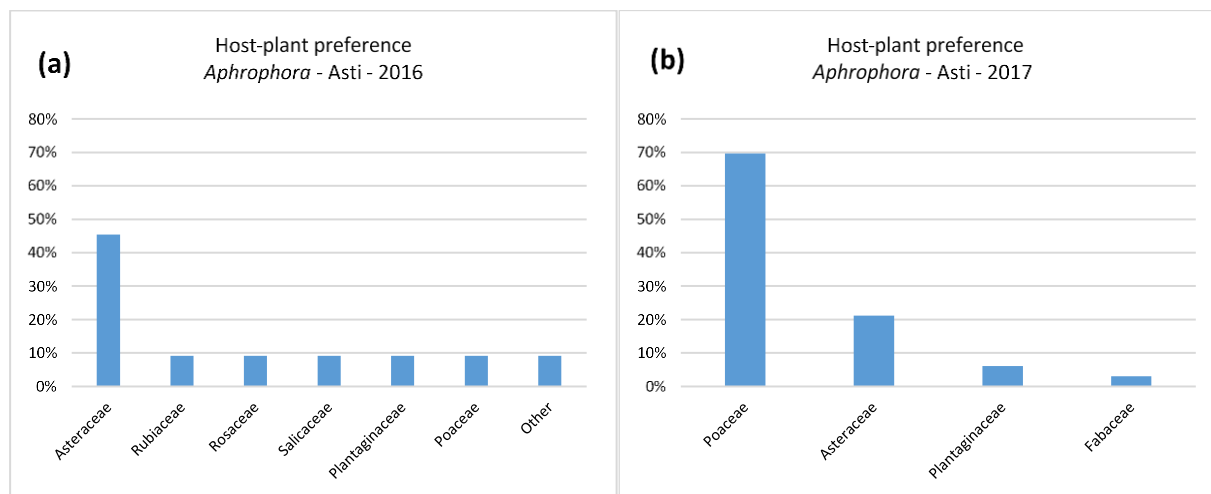 (a)
Host-plant preference
Aphrophora - Asti - 2016
80%
70%
60%
50%
40%
30%
20%
10%
0%
Asteraceae
Rubiaceae
Rosaceae
Salicaceae
Plantaginaceae
Poaceae
Other
(b)
Host-plant preference
Aphrophora - Asti - 2017
80%
70%
60%
50%
40%
30%
20%
10%
0%
Poaceae
Asteraceae
Plantaginaceae
Fabaceae